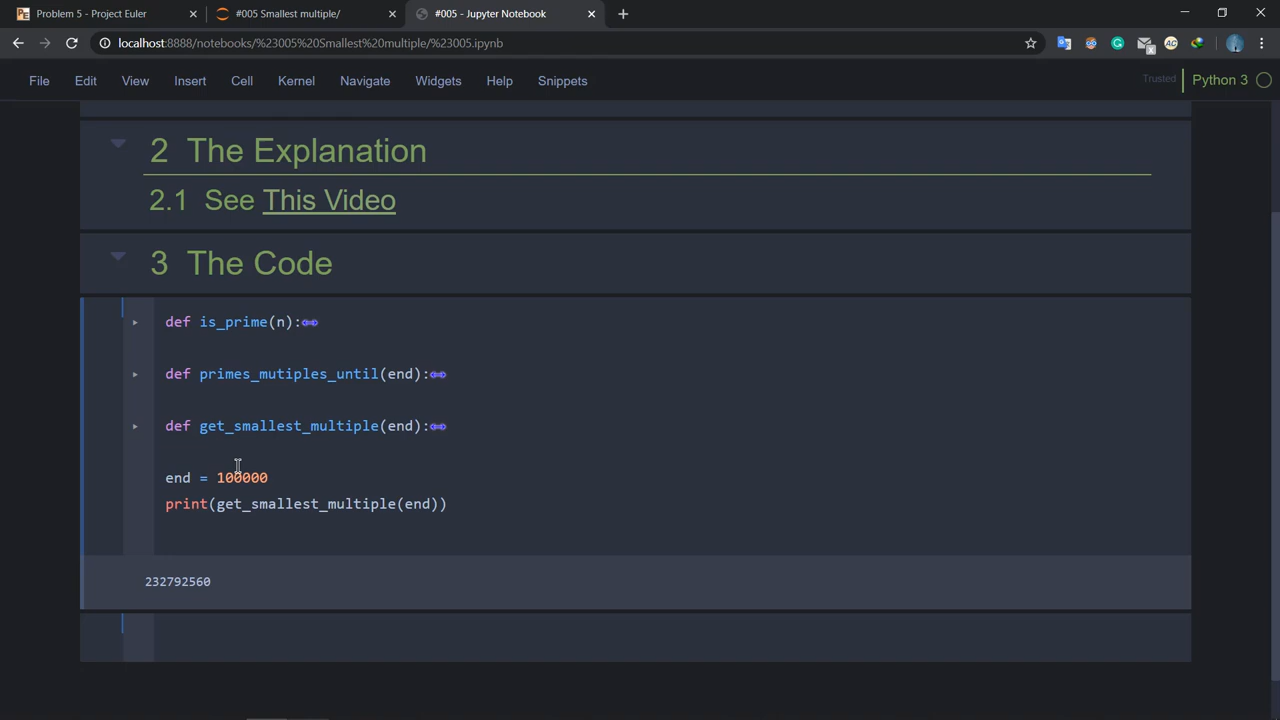 Problem 5 - Project Euler
#005 Smallest multiple/
#005 - Jupyter Notebook
localhost:8888/notebooks/%23005%20Smallest%20multiple/%23005.ipynb
File Edit View Insert Cell Kernel Navigate Widgets Help Snippets
Trusted
Python 3
2 The Explanation
2.1 See This Video
3 The Code
def is_prime(n):
def primes_mutiples_until(end):
def get_smallest_multiple(end):
end = 100000
print(get_smallest_multiple(end))
232792560